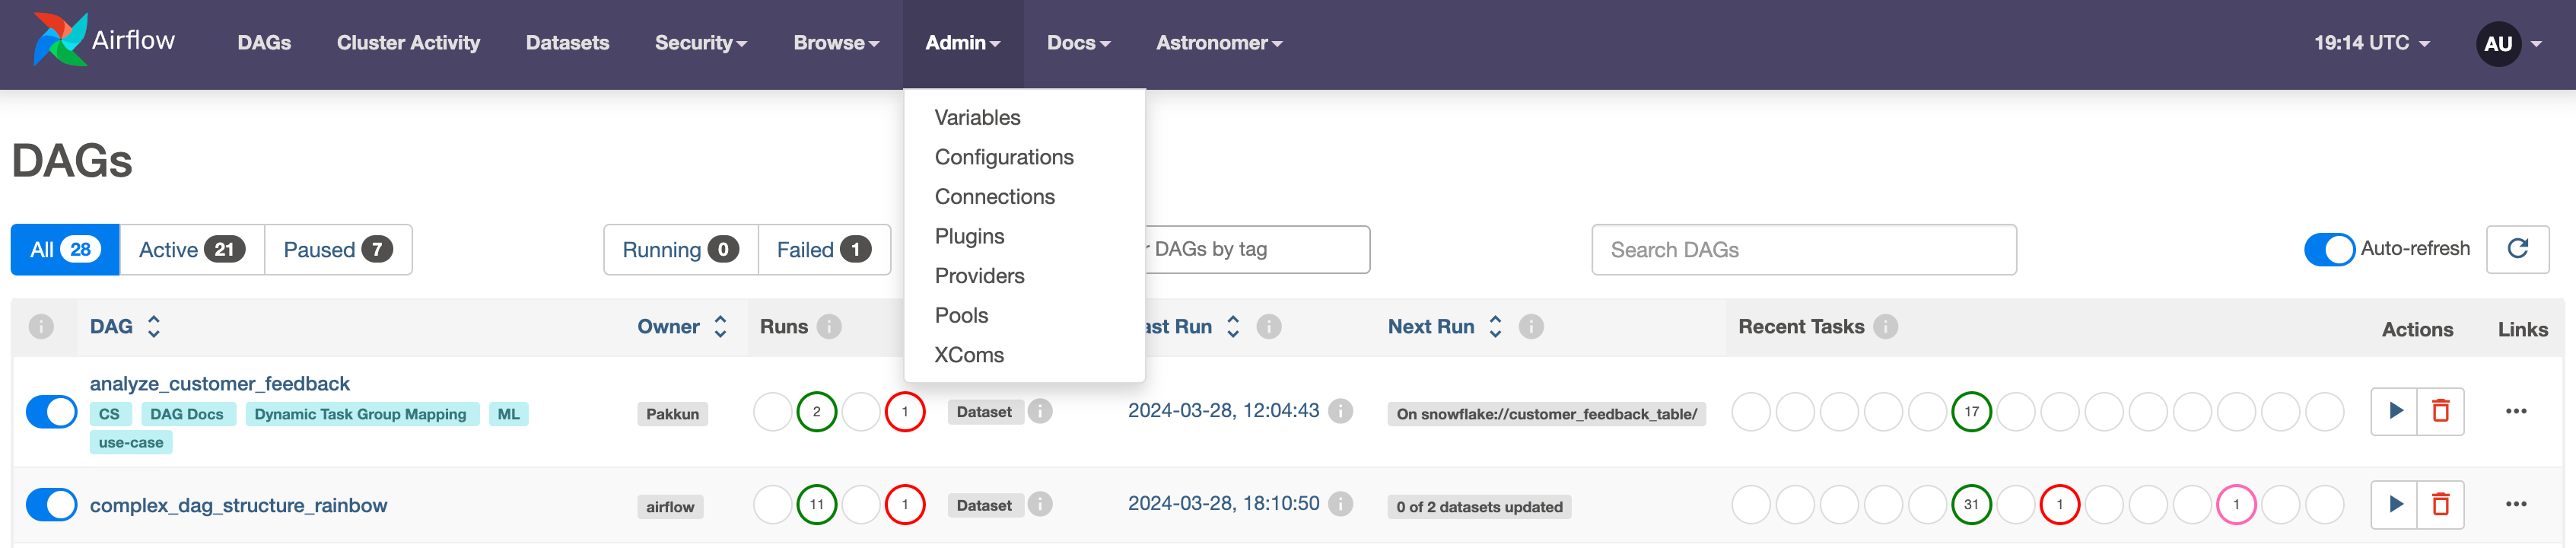 Airflow DAGs Cluster Activity Datasets Security Browse Admin Docs Astronomer 19:14 UTC AU
Variables
DAGs
Configurations
Connections
All 28 Active 21 Paused 7 Running 0 Failed 1 Plugins r DAGs by tag Search DAGs Auto-refresh
Providers
Pools
DAG Owner Runs ast Run Next Run Recent Tasks Actions Links
XComs
analyze_customer_feedback
CS DAG Docs Dynamic Task Group Mapping ML Pakkun 2 1 Dataset 2024-03-28, 12:04:43 On snowflake://customer_feedback_table/ 17
use-case
complex_dag_structure_rainbow airflow 11 1 Dataset 2024-03-28, 18:10:50 0 of 2 datasets updated 31 1 1